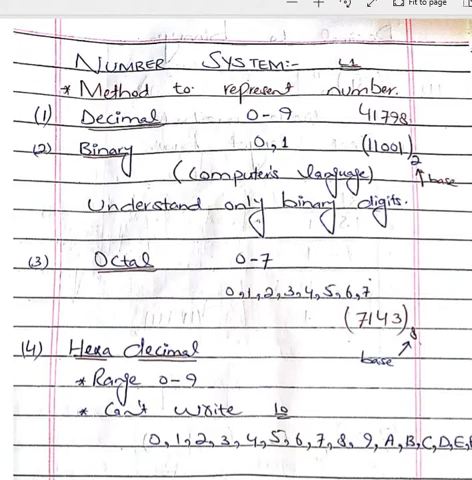 Fit to page
NUMBER SYSTEM:- L1
* Method to represent number.
(1) Decimal 0-9 41798
(2) Binary 0,1 (11001)2
(Computer's language) base
Understand only binary digits.
(3) Octal 0-7
0,1,2,3,4,5,6,7
(7143)8
base
(4) Hexa decimal
* Range 0-9
* Can't write 10
(0,1,2,3,4,5,6,7,8,9,A,B,C,D,E,